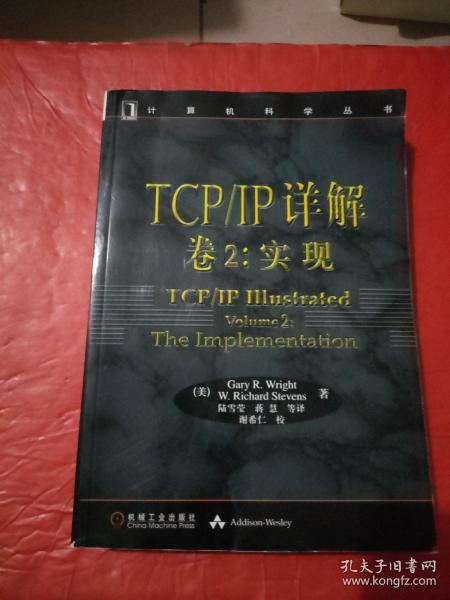 计算机科学丛书
TCP/IP 详解
卷2:实现
TCP/IP Illustrated
Volume 2:
The Implementation
(美) Gary R. Wright
W. Richard Stevens 著
陆雪莹 蒋慧 等译
谢希仁 校
机械工业出版社
China Machine Press
Addison-Wesley
孔夫子旧书网
www.kongfz.com